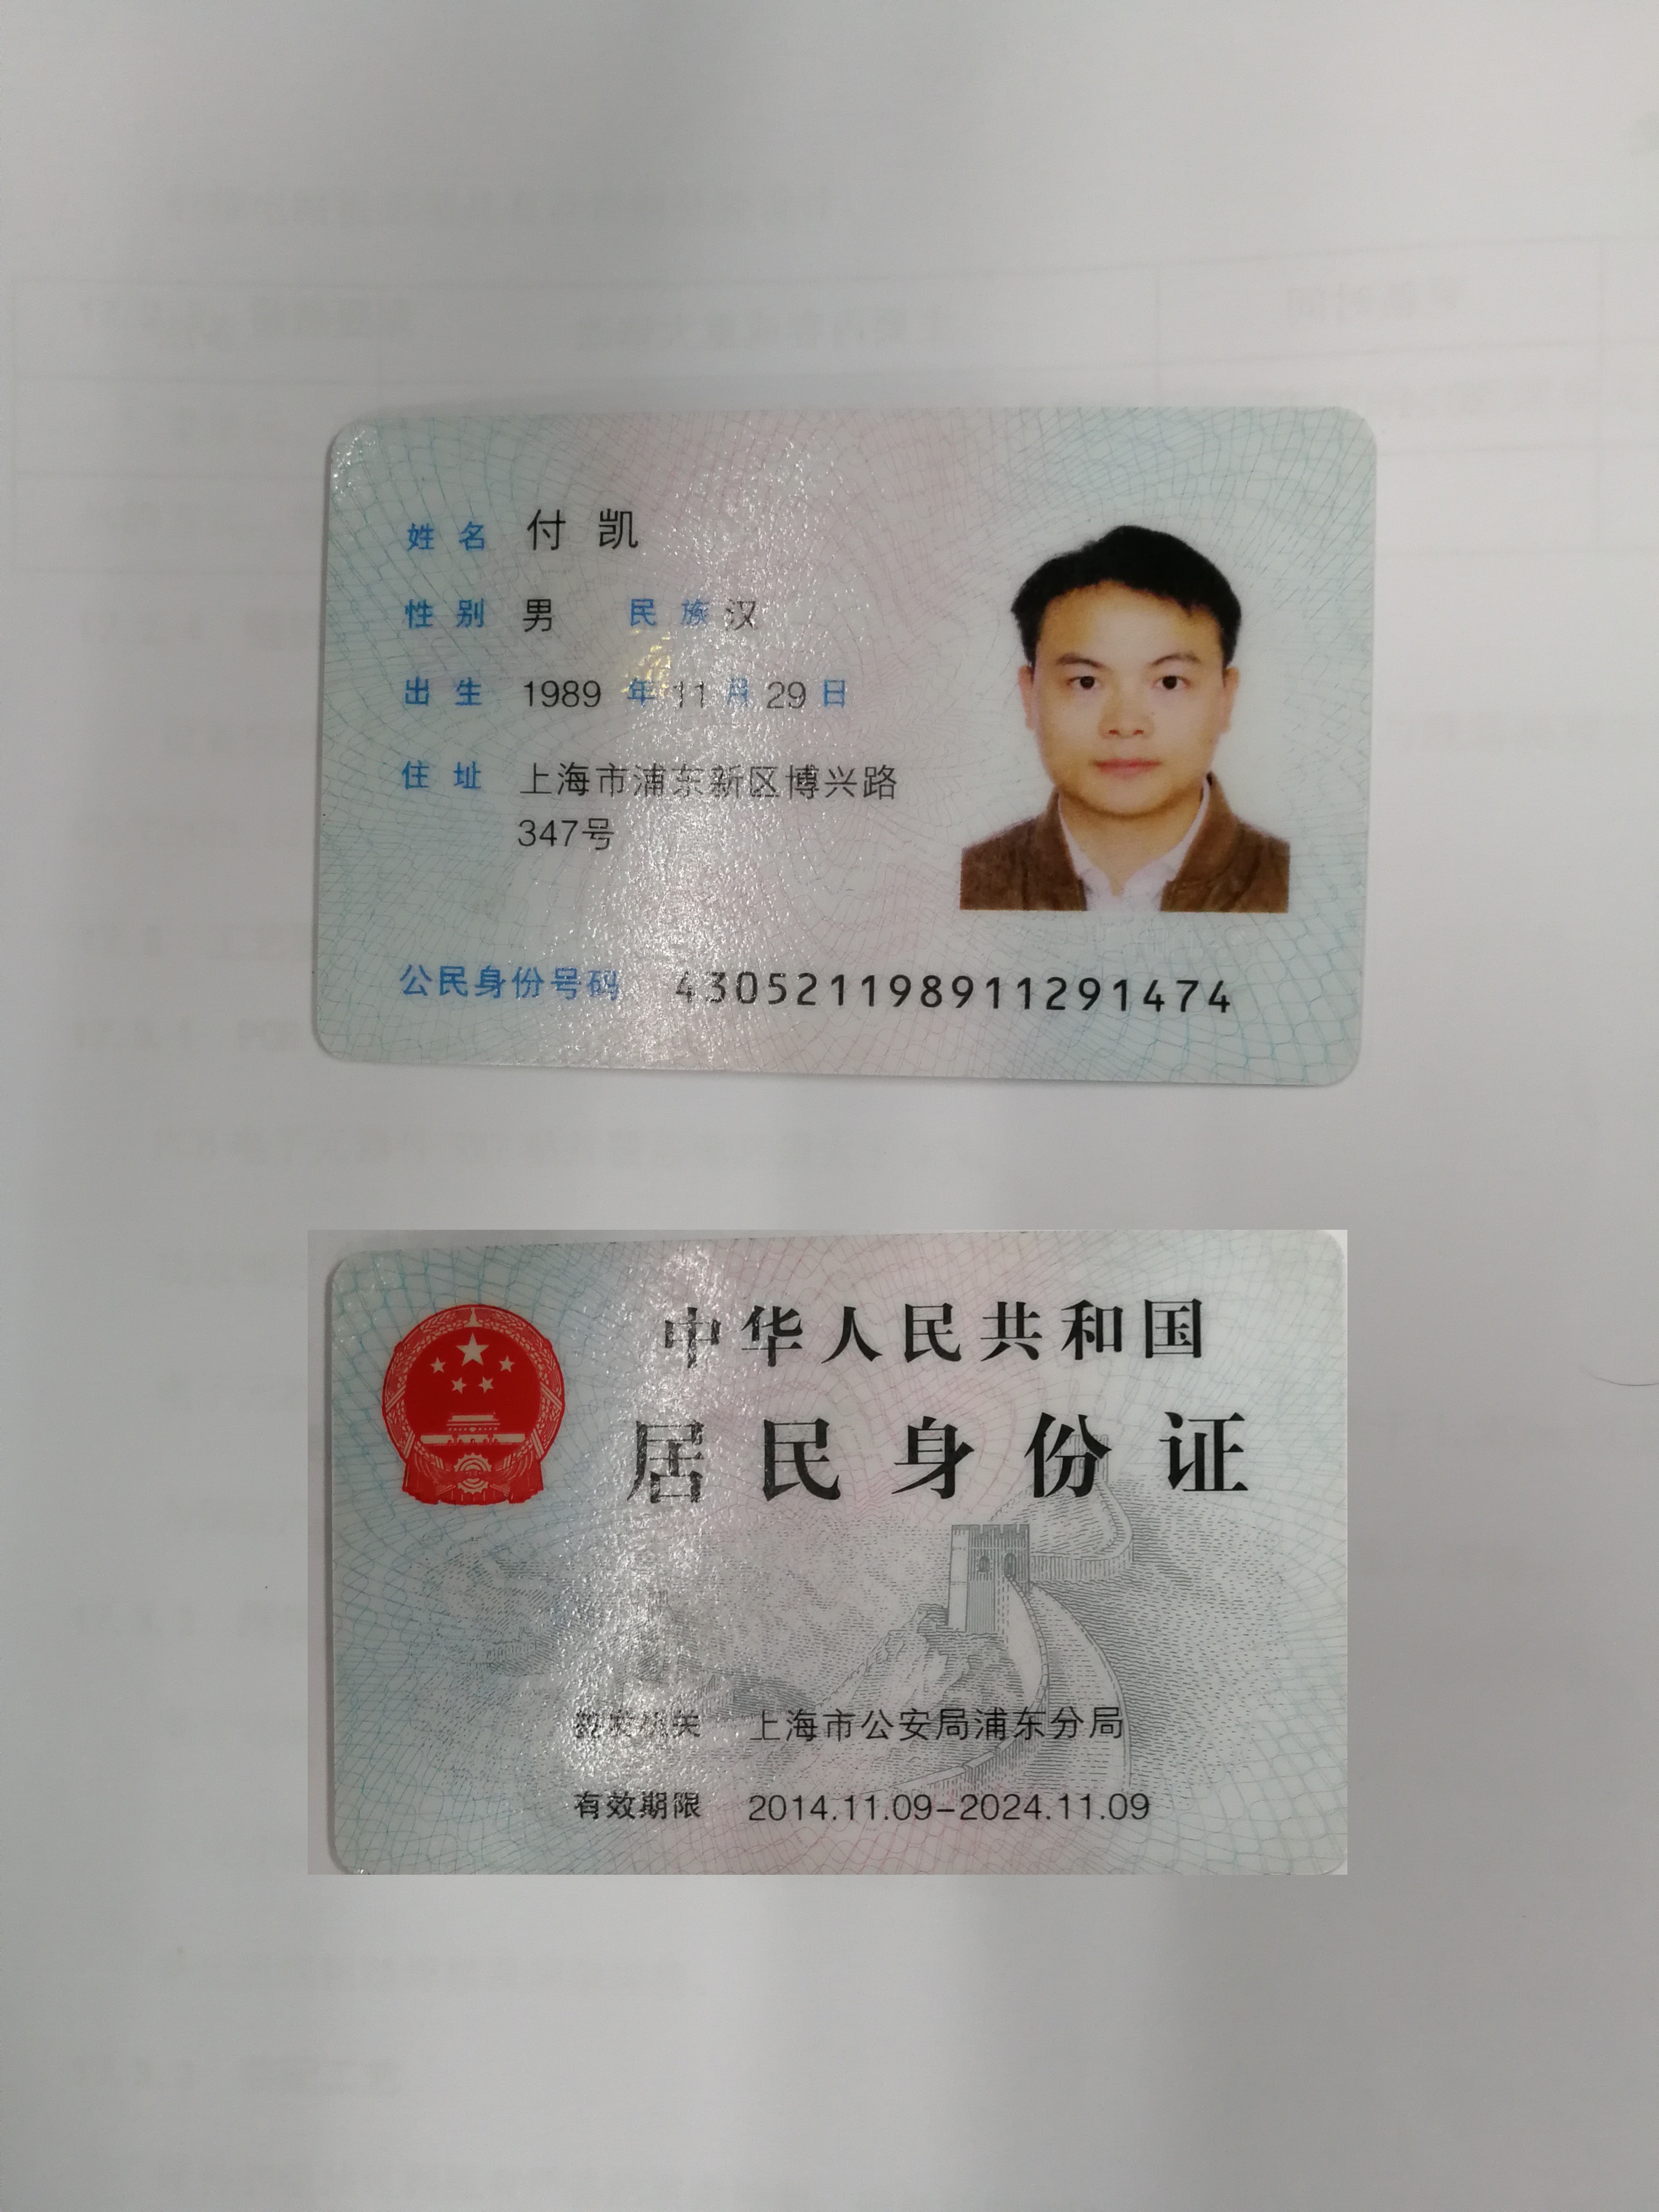 姓名 付凯
性别 男 民族 汉
出生 1989 年 11 月 29 日
住址 上海市浦东新区博兴路
347号
公民身份号码 430521198911291474
中华人民共和国
居民身份证
签发机关 上海市公安局浦东分局
有效期限 2014.11.09-2024.11.09